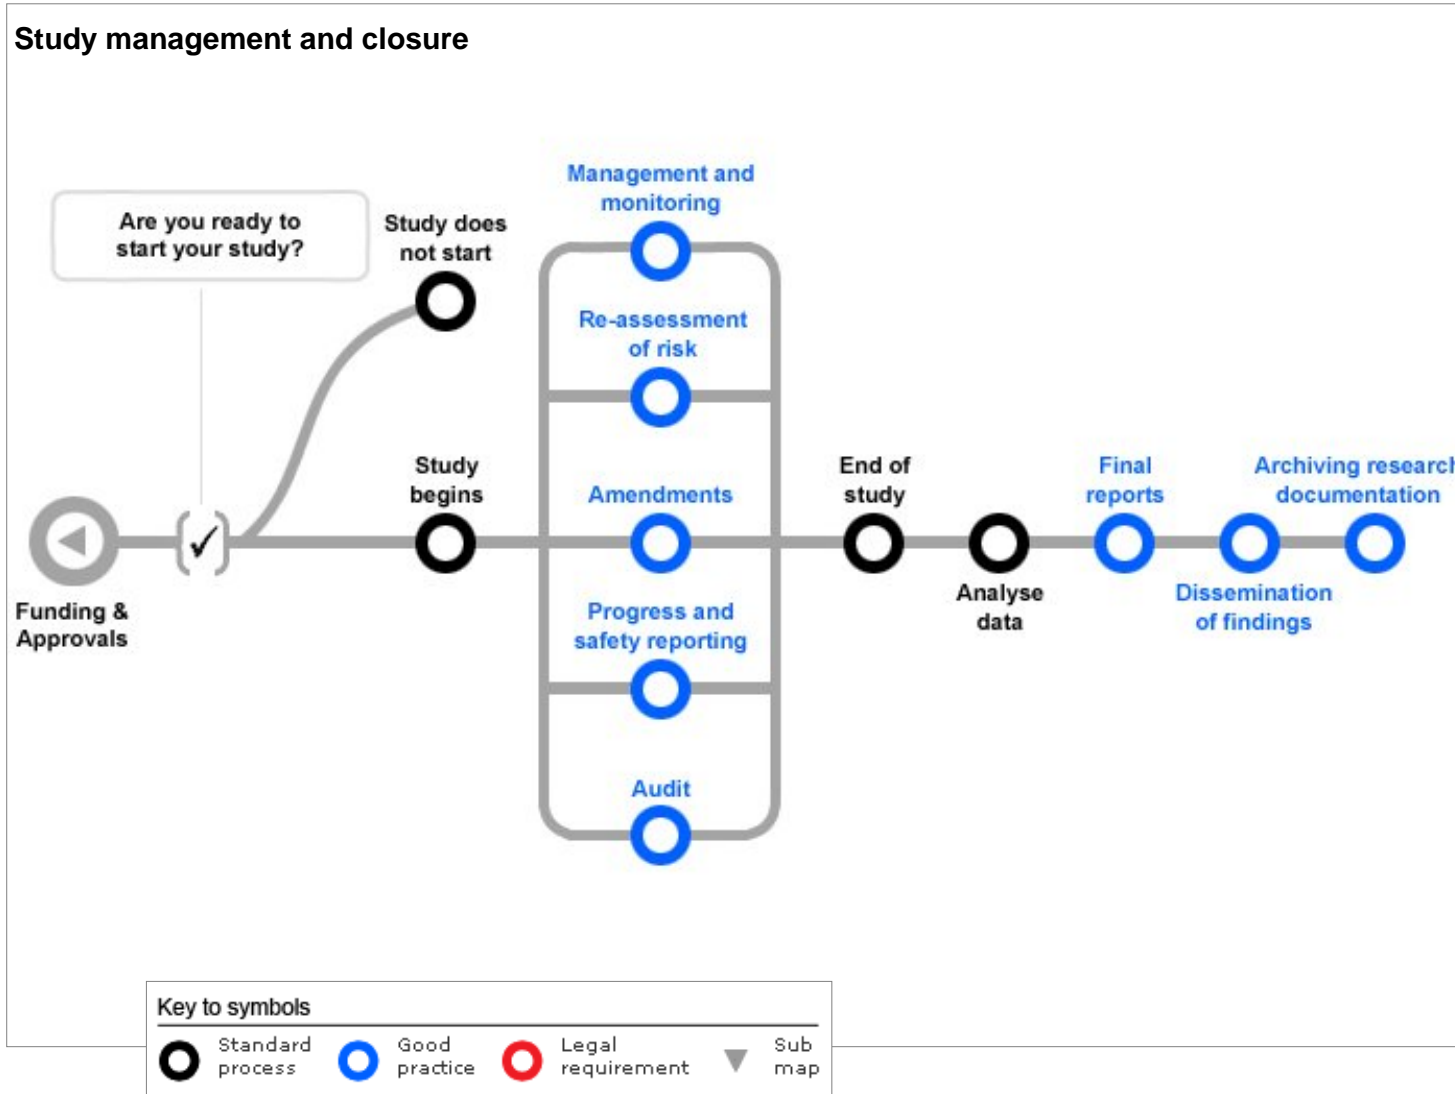 Study management and closure
Are you ready to
start your study?
Study does
not start
Management and
monitoring
Re-assessment
of risk
Study
begins
Amendments
End of
study
Final
reports
Archiving research
documentation
Funding &
Approvals
Progress and
safety reporting
Analyse
data
Dissemination
of findings
Audit
Key to symbols
Standard
process
Good
practice
Legal
requirement
Sub
map